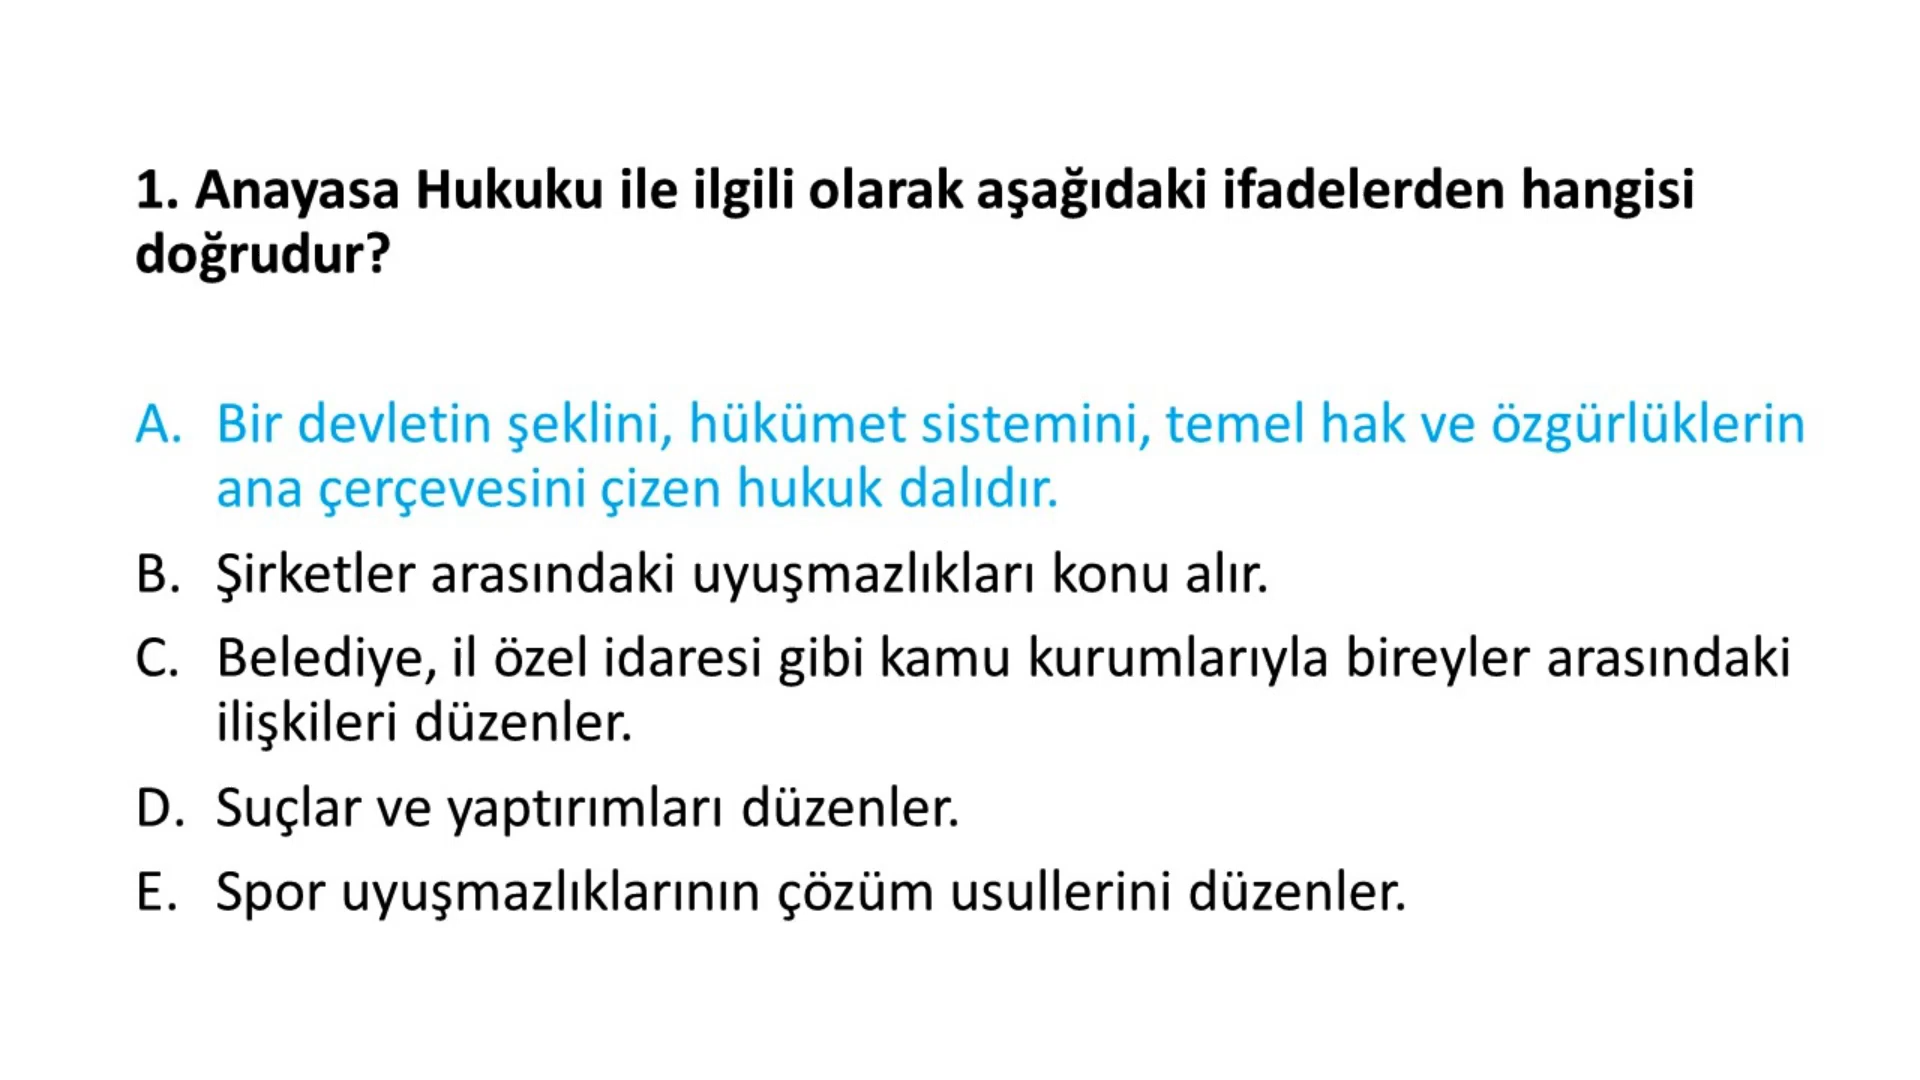 1. Anayasa Hukuku ile ilgili olarak aşağıdaki ifadelerden hangisi
doğrudur?
A. Bir devletin şeklini, hükümet sistemini, temel hak ve özgürlüklerin
ana çerçevesini çizen hukuk dalıdır.
B. Şirketler arasındaki uyuşmazlıkları konu alır.
C. Belediye, il özel idaresi gibi kamu kurumlarıyla bireyler arasındaki
ilişkileri düzenler.
D. Suçlar ve yaptırımları düzenler.
E. Spor uyuşmazlıklarının çözüm usullerini düzenler.